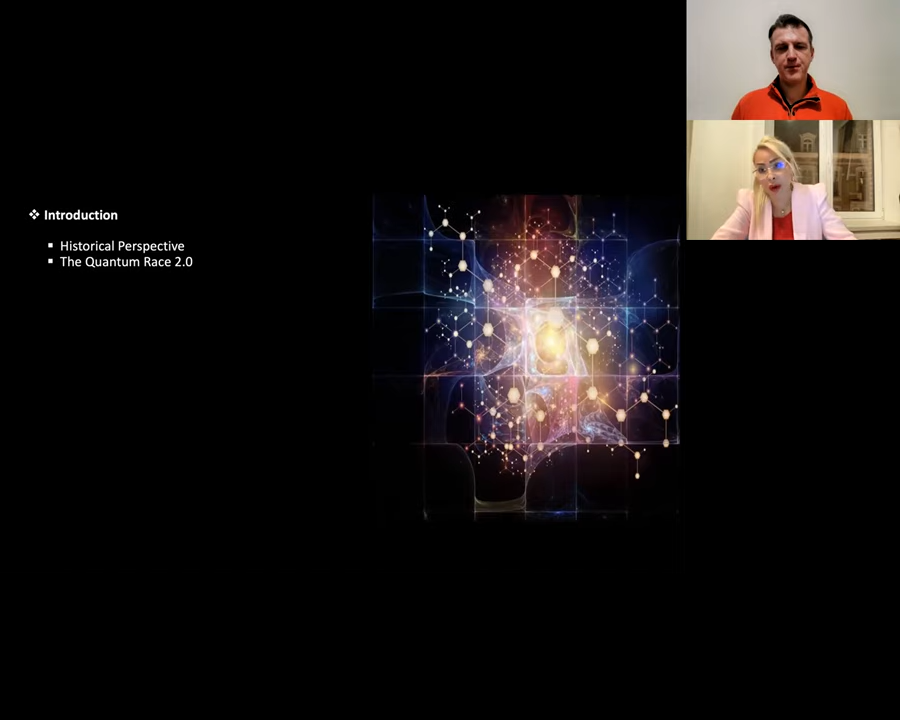 ❖ Introduction
▪ Historical Perspective
▪ The Quantum Race 2.0